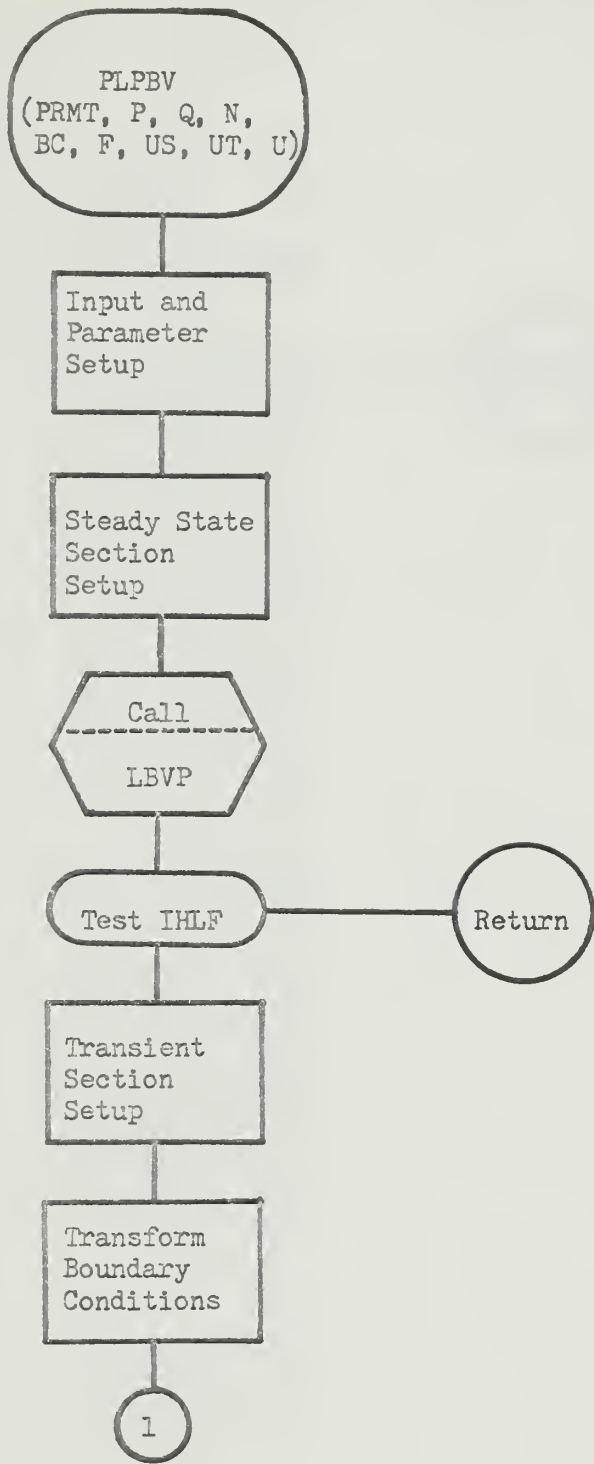 PLPBV
(PRMT, P, Q, N,
BC, F, US, UT, U)
Input and
Parameter
Setup
Steady State
Section
Setup
Call
LBVP
Test IHLF
Return
Transient
Section
Setup
Transform
Boundary
Conditions
1